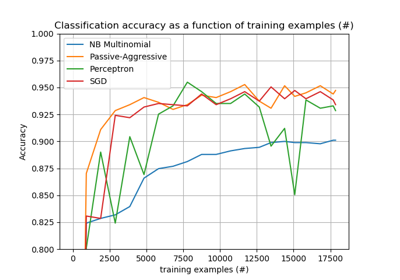 Classification accuracy as a function of training examples (#)
1.000
0.975
0.950
0.925
0.900
0.875
0.850
0.825
0.800
Accuracy
NB Multinomial
Passive-Aggressive
Perceptron
SGD
0 2500 5000 7500 10000 12500 15000 17500
training examples (#)